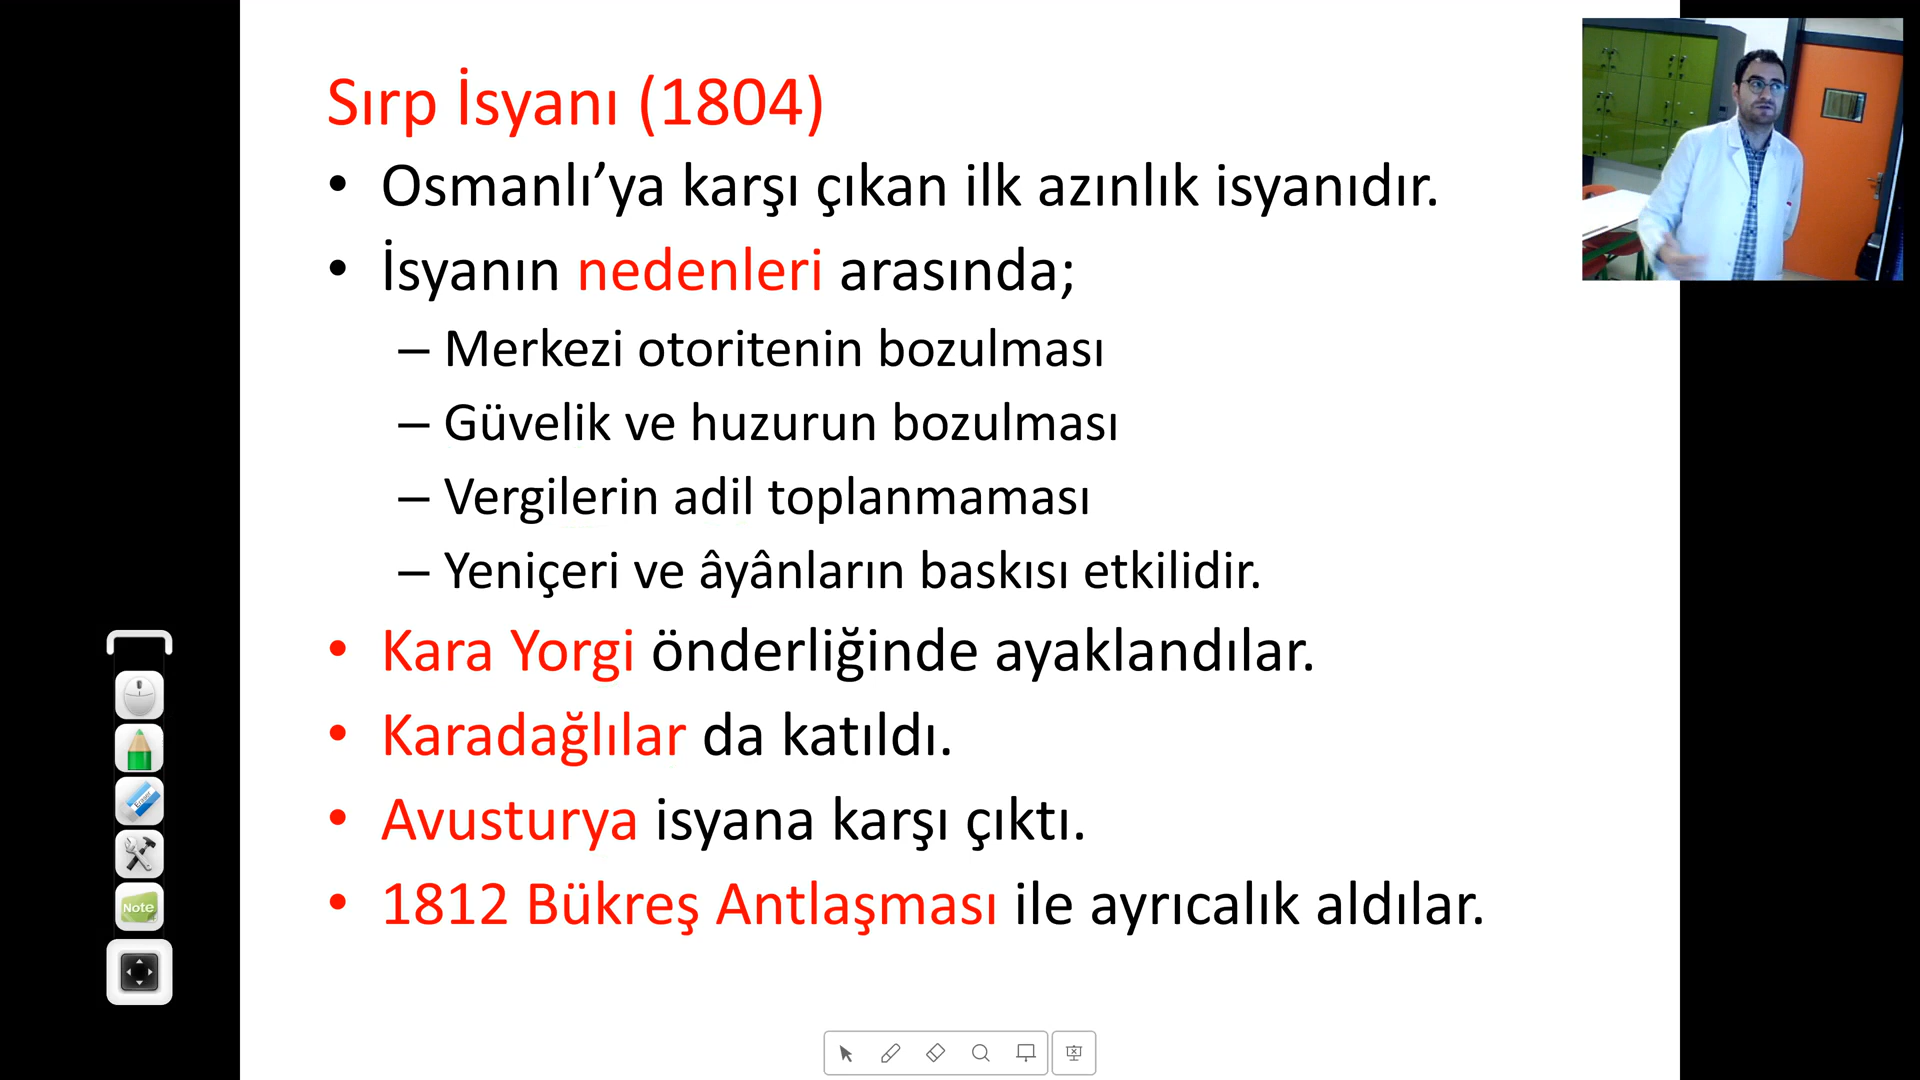 Sırp İsyanı (1804)
• Osmanlı’ya karşı çıkan ilk azınlık isyanıdır.
• İsyanın nedenleri arasında;
– Merkezi otoritenin bozulması
– Güvelik ve huzurun bozulması
– Vergilerin adil toplanmaması
– Yeniçeri ve âyânların baskısı etkilidir.
• Kara Yorgi önderliğinde ayaklandılar.
• Karadağlılar da katıldı.
• Avusturya isyana karşı çıktı.
• 1812 Bükreş Antlaşması ile ayrıcalık aldılar.
Note